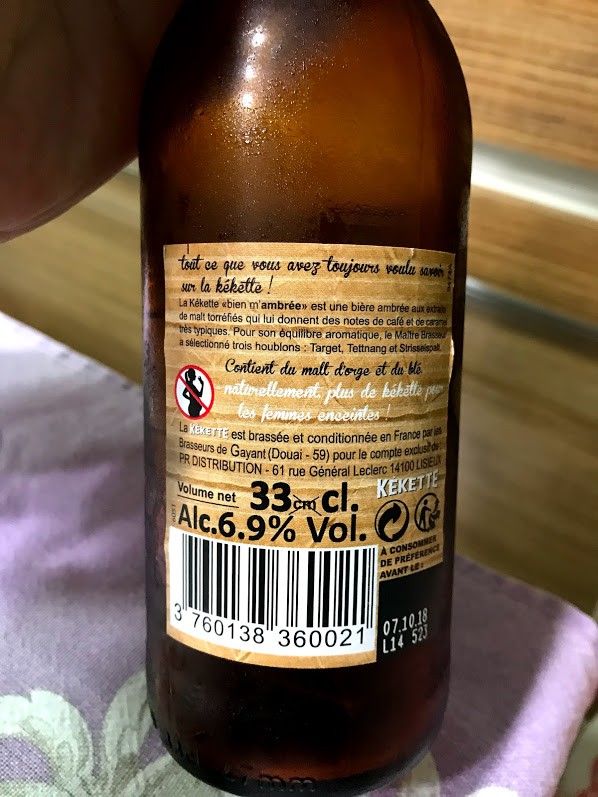 tout ce que vous avez toujours voulu savoir
sur la kékette !
La Kékette «bien m'ambrée» est une bière ambrée aux extraits
de malt torréfiés qui lui donnent des notes de café et de caramel
très typiques. Pour son équilibre aromatique, le Maître Brasseur
a sélectionné trois houblons : Target, Tettnang et Strisselspalt.
Contient du malt d'orge et du blé.
naturellement, plus de kékette pour
les femmes enceintes !
La KÉKETTE est brassée et conditionnée en France par les
Brasseurs de Gayant (Douai - 59) pour le compte exclusif de :
PR DISTRIBUTION - 61 rue Général Leclerc 14100 LISIEUX
Volume net 33 cm cl.
KÉKETTE
Alc.6.9% Vol.
À CONSOMMER
DE PRÉFÉRENCE
AVANT LE :
3 760138 360021
07.10.18
L14 523